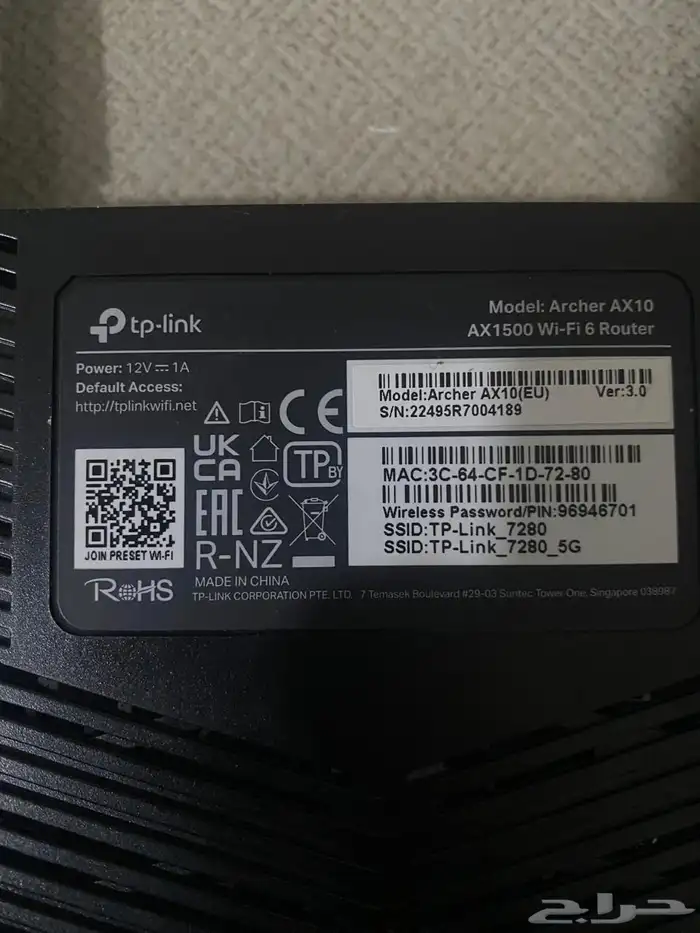 tp-link
Model: Archer AX10
AX1500 Wi-Fi 6 Router
Power: 12V⎓1A
Default Access:
http://tplinkwifi.net
Model:Archer AX10(EU) Ver:3.0
S/N:22495R7004189
CE
UK
CA
TP BY
EAC
R-NZ
JOIN PRESET WI-FI
MAC:3C-64-CF-1D-72-80
Wireless Password/PIN:96946701
SSID:TP-Link_7280
SSID:TP-Link_7280_5G
RoHS
MADE IN CHINA
TP-LINK CORPORATION PTE. LTD. 7 Temasek Boulevard #29-03 Suntec Tower One, Singapore 038987
حراج